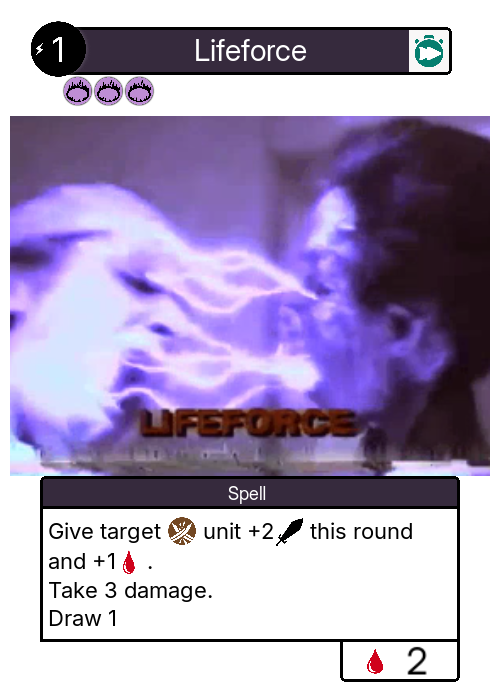 1
Lifeforce
LIFEFORCE
Spell
Give target unit +2 this round
and +1 .
Take 3 damage.
Draw 1
2